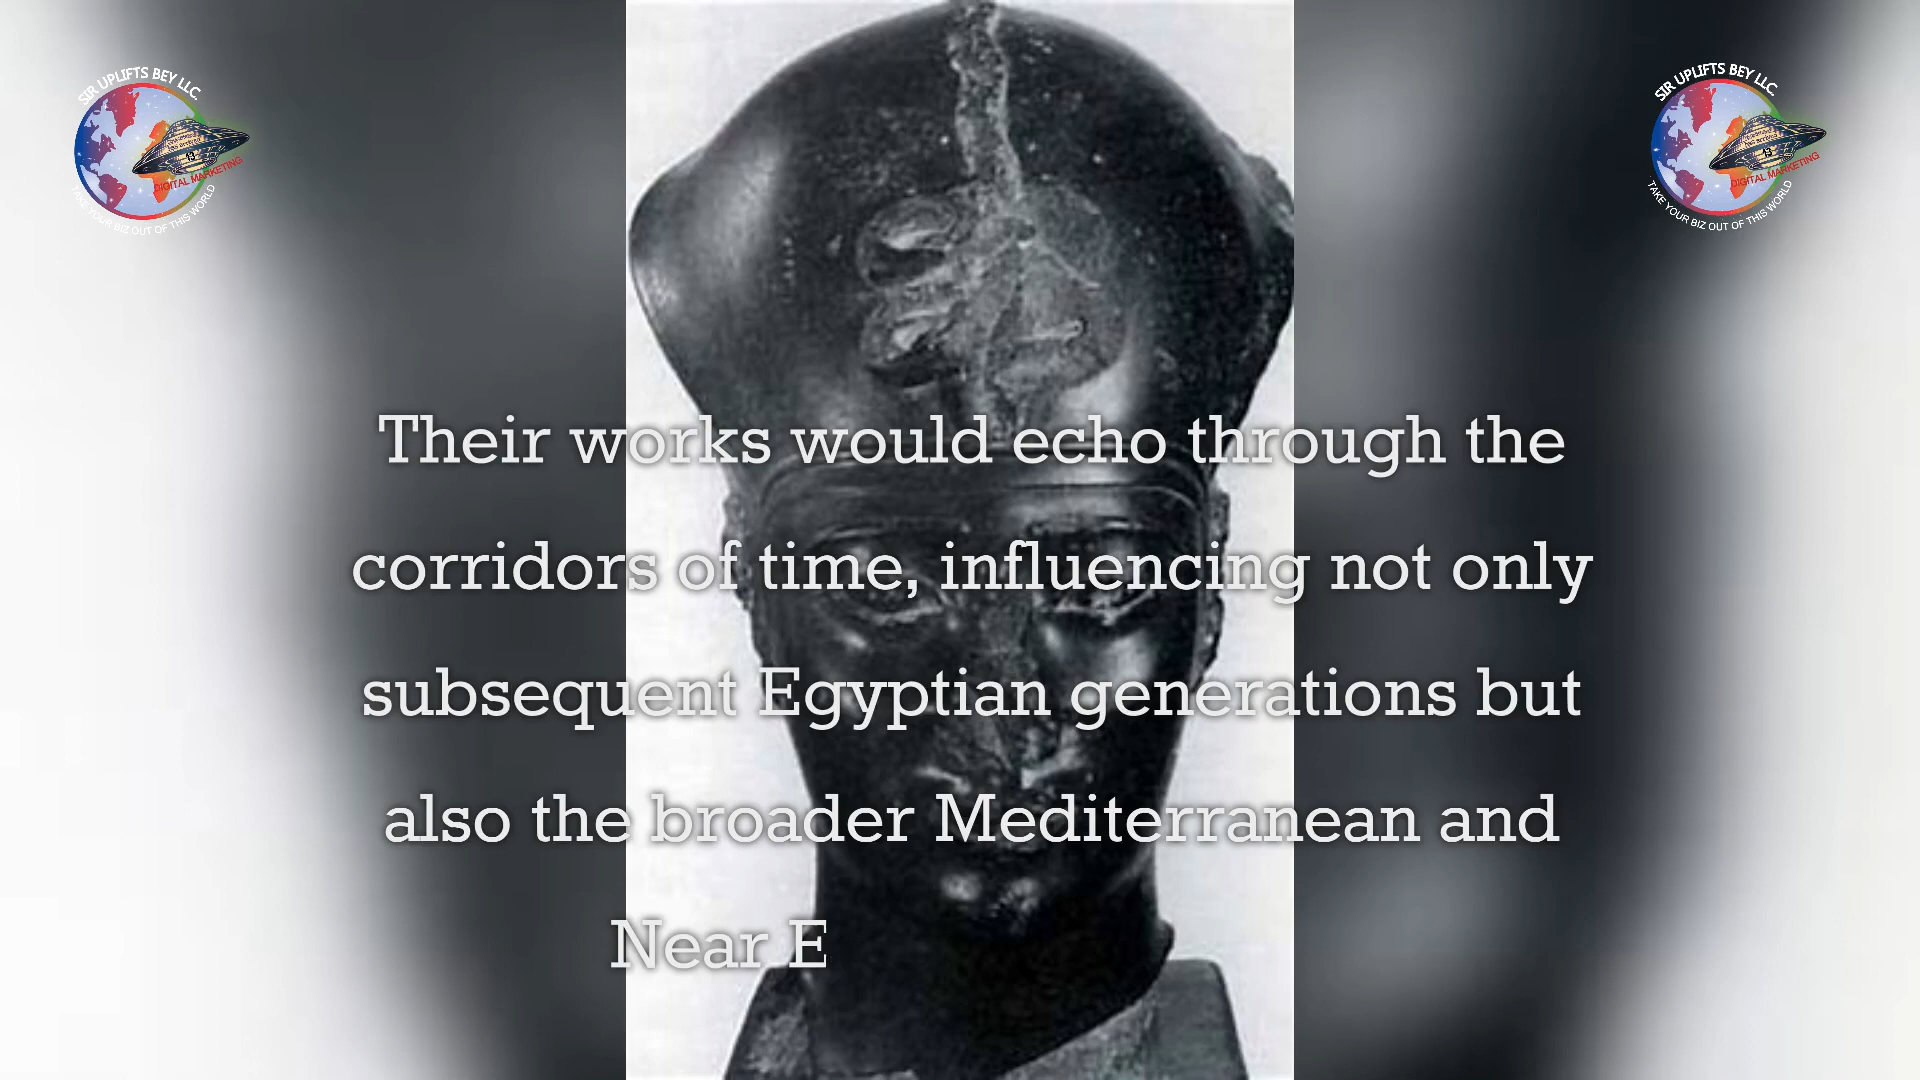 SIR UPLIFTS BEY LLC.
DIGITAL MARKETING
TAKE YOUR BIZ OUT OF THIS WORLD
SIR UPLIFTS BEY LLC.
DIGITAL MARKETING
TAKE YOUR BIZ OUT OF THIS WORLD
Their works would echo through the
corridors of time, influencing not only
subsequent Egyptian generations but
also the broader Mediterranean and
Near E